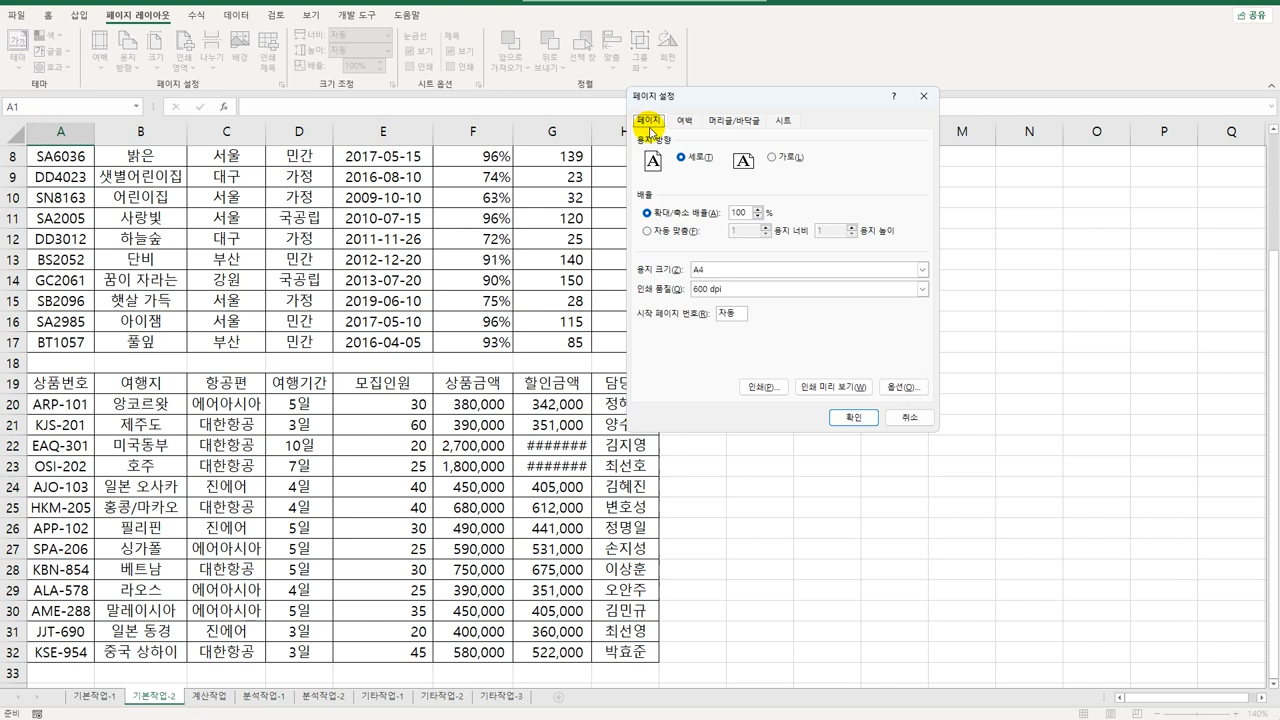 파일 홈 삽입 페이지 레이아웃 수식 데이터 검토 보기 개발 도구 도움말 공유
테마 색 글꼴 효과 여백 용지 방향 크기 인쇄 영역 나누기 배경 인쇄 제목
너비: 자동 높이: 자동 배율: 100%
눈금선 제목
보기 보기
인쇄 인쇄
앞으로 가져오기 뒤로 보내기 선택 창 맞춤 그룹화 회전
테마 페이지 설정 크기 조정 시트 옵션 정렬
A1 fx
A B C D E F G H M N O P Q
8 SA6036 밝은 서울 민간 2017-05-15 96% 139
9 DD4023 샛별어린이집 대구 가정 2016-08-10 74% 23
10 SN8163 어린이집 서울 가정 2009-10-10 63% 32
11 SA2005 사랑빛 서울 국공립 2010-07-15 96% 120
12 DD3012 하늘숲 대구 가정 2011-11-26 72% 25
13 BS2052 단비 부산 민간 2012-12-20 91% 140
14 GC2061 꿈이 자라는 강원 국공립 2013-07-20 90% 150
15 SB2096 햇살 가득 서울 가정 2019-06-10 75% 28
16 SA2985 아이잼 서울 민간 2017-05-10 96% 115
17 BT1057 풀잎 부산 민간 2016-04-05 93% 85
18
19 상품번호 여행지 항공편 여행기간 모집인원 상품금액 할인금액 담당
20 ARP-101 앙코르왓 에어아시아 5일 30 380,000 342,000 정혜
21 KJS-201 제주도 대한항공 3일 60 390,000 351,000 양수
22 EAQ-301 미국동부 대한항공 10일 20 2,700,000 ####### 김지영
23 OSI-202 호주 대한항공 7일 25 1,800,000 ####### 최선호
24 AJO-103 일본 오사카 진에어 4일 40 450,000 405,000 김혜진
25 HKM-205 홍콩/마카오 대한항공 4일 40 680,000 612,000 변호성
26 APP-102 필리핀 진에어 5일 30 490,000 441,000 정명일
27 SPA-206 싱가폴 에어아시아 5일 25 590,000 531,000 손지성
28 KBN-854 베트남 대한항공 5일 30 750,000 675,000 이상훈
29 ALA-578 라오스 에어아시아 4일 25 390,000 351,000 오안주
30 AME-288 말레이시아 에어아시아 5일 35 450,000 405,000 김민규
31 JJT-690 일본 동경 진에어 3일 20 400,000 360,000 최선영
32 KSE-954 중국 상하이 대한항공 3일 45 580,000 522,000 박효준
33
페이지 설정 ?
페이지 여백 머리글/바닥글 시트
용지 방향
A 세로(T) A 가로(L)
배율
확대/축소 배율(A): 100 %
자동 맞춤(F): 1 용지 너비 1 용지 높이
용지 크기(Z): A4
인쇄 품질(Q): 600 dpi
시작 페이지 번호(R): 자동
인쇄(P)... 인쇄 미리 보기(W) 옵션(O)...
확인 취소
기본작업-1 기본작업-2 계산작업 분석작업-1 분석작업-2 기타작업-1 기타작업-2 기타작업-3
준비 140%